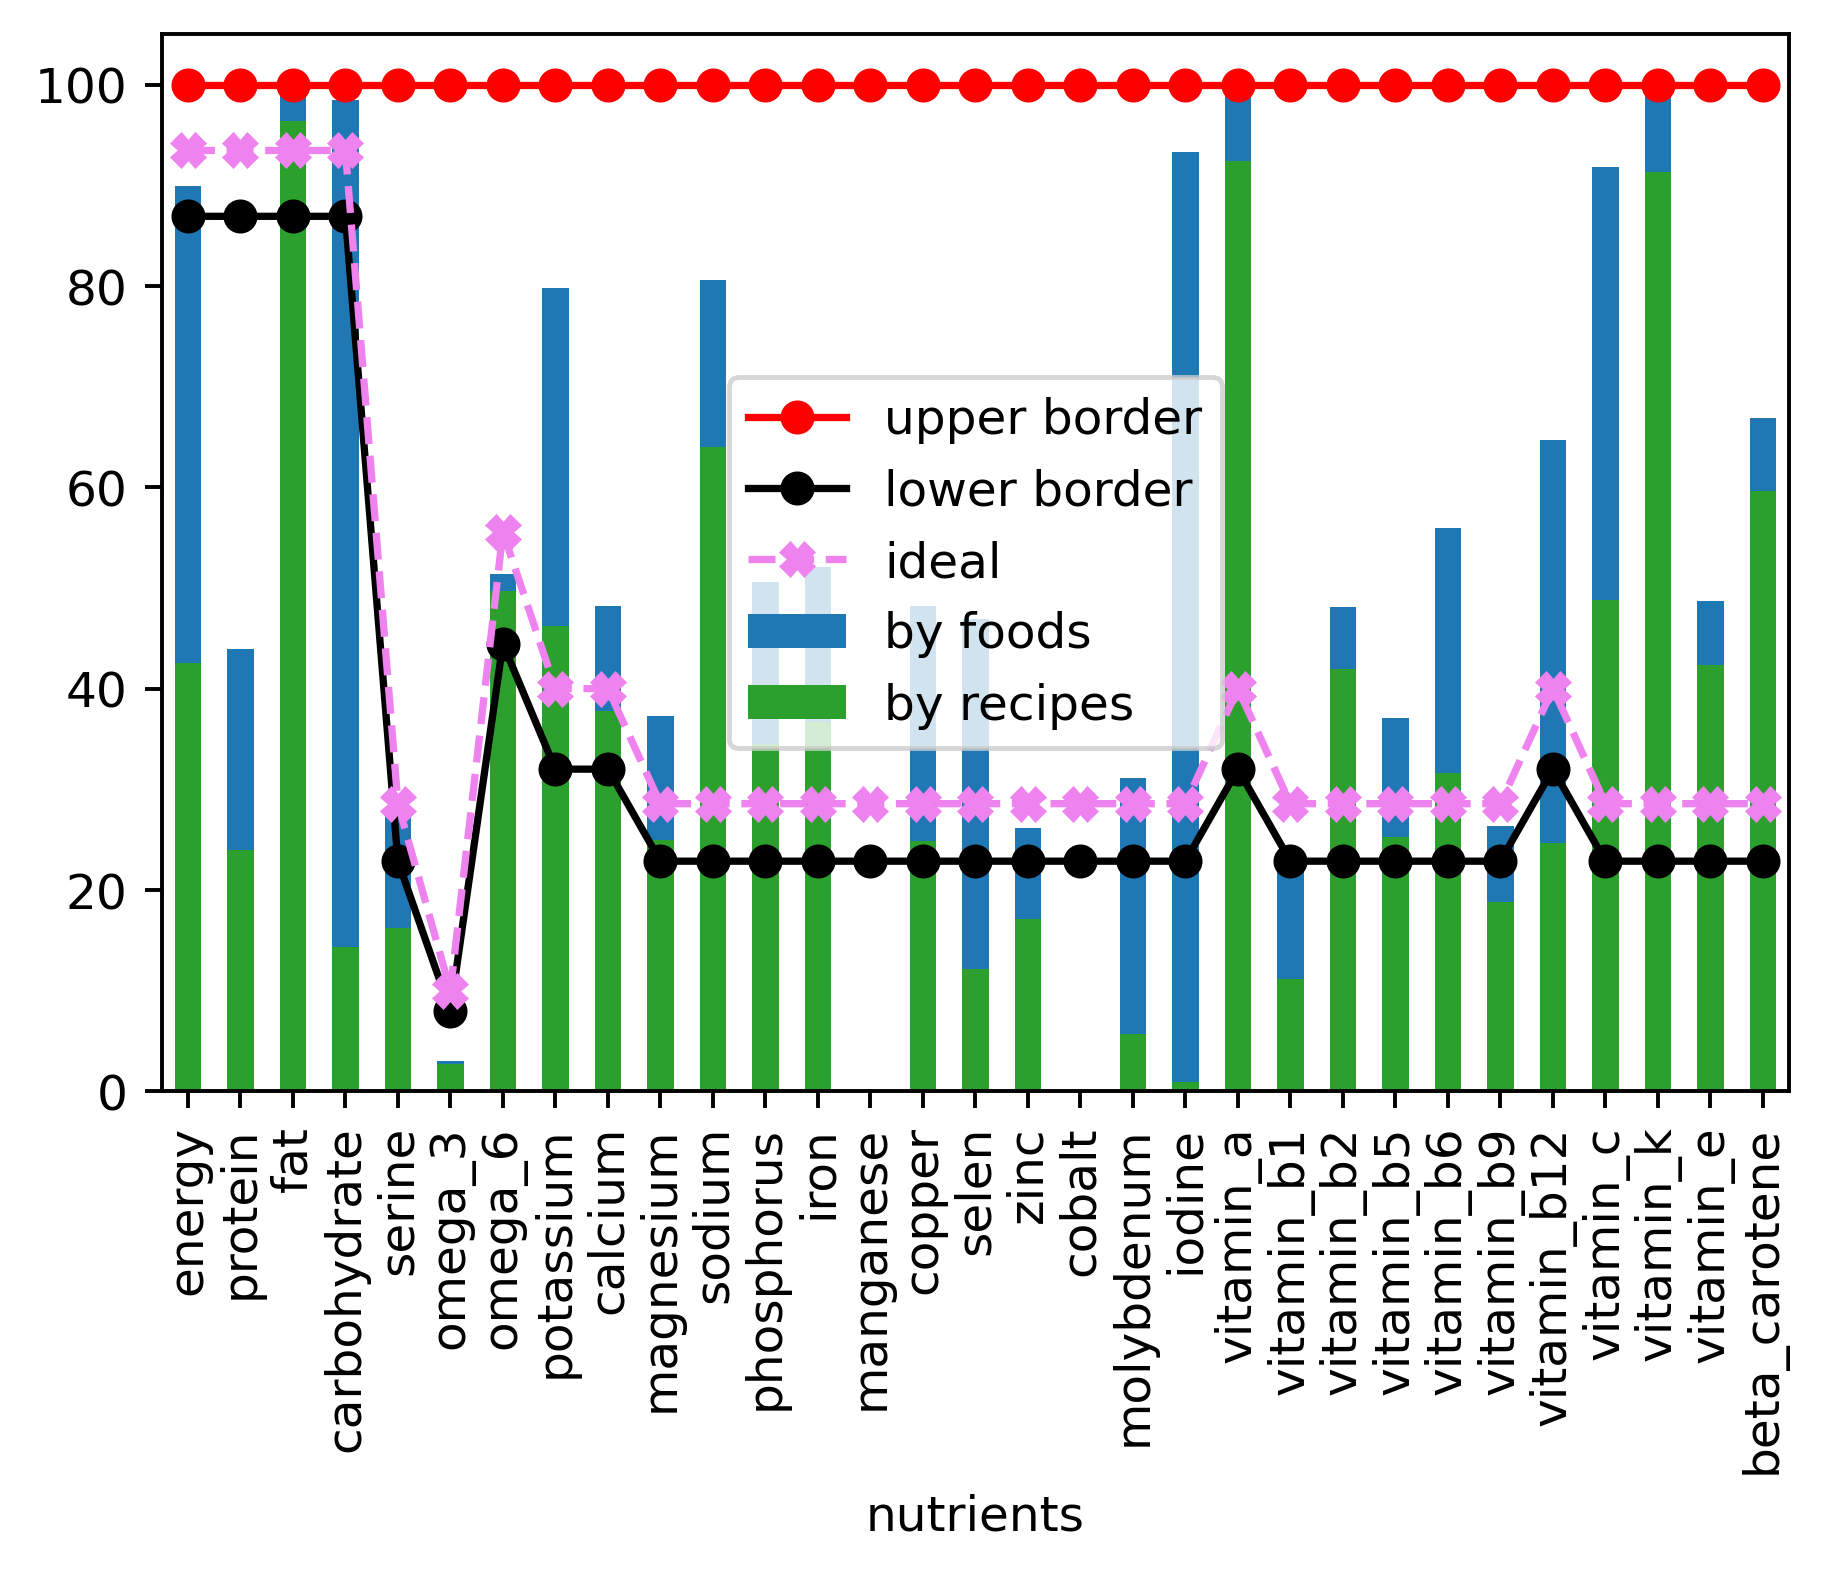 100
80
60
40
20
0
upper border
lower border
ideal
by foods
by recipes
energy
protein
fat
carbohydrate
serine
omega_3
omega_6
potassium
calcium
magnesium
sodium
phosphorus
iron
manganese
copper
selen
zinc
cobalt
molybdenum
iodine
vitamin_a
vitamin_b1
vitamin_b2
vitamin_b5
vitamin_b6
vitamin_b9
vitamin_b12
vitamin_c
vitamin_k
vitamin_e
beta_carotene
nutrients